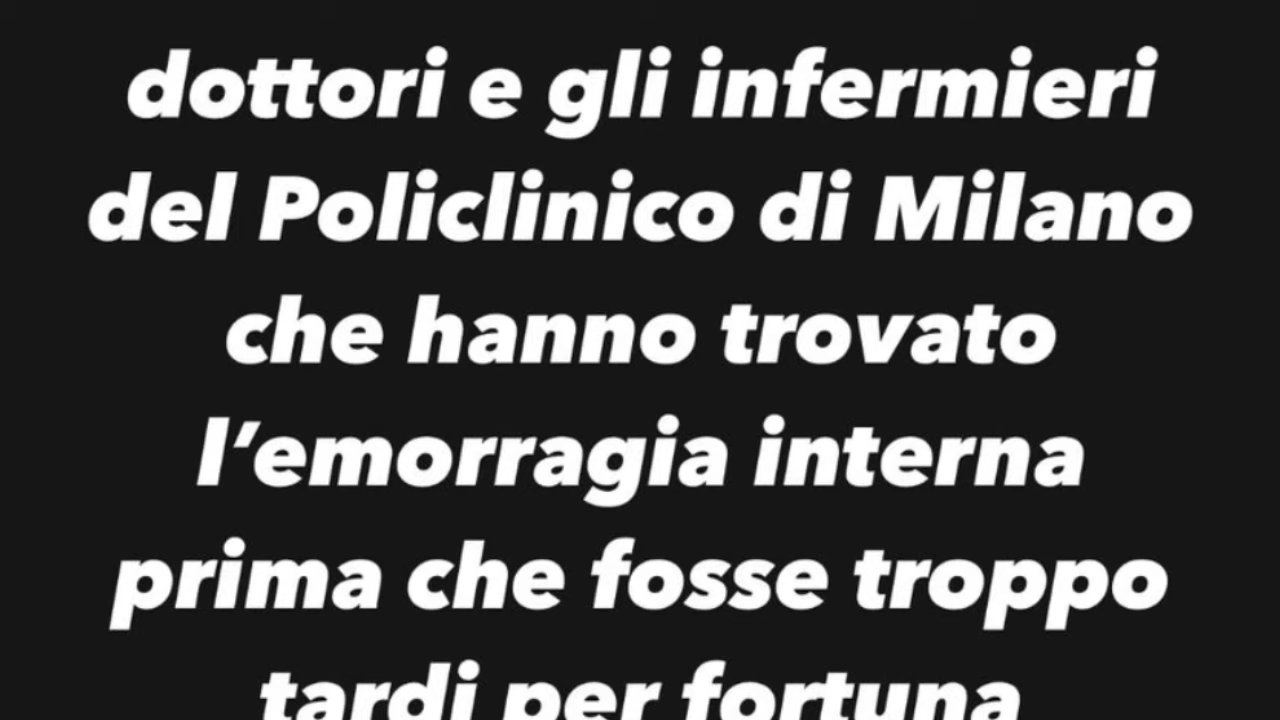 dottori e gli infermieri
del Policlinico di Milano
che hanno trovato
l'emorragia interna
prima che fosse troppo
tardi per fortuna